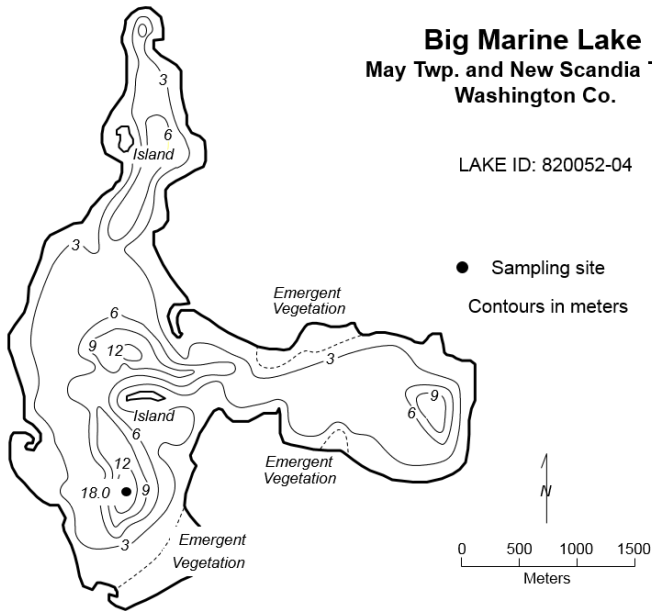 Big Marine Lake
May Twp. and New Scandia T
Washington Co.
LAKE ID: 820052-04
Sampling site
Contours in meters
3
6
Island
3
Emergent
Vegetation
6
9
12
3
9
6
Island
6
12
18.0
9
3
Emergent
Vegetation
Emergent
Vegetation
N
0 500 1000 1500
Meters